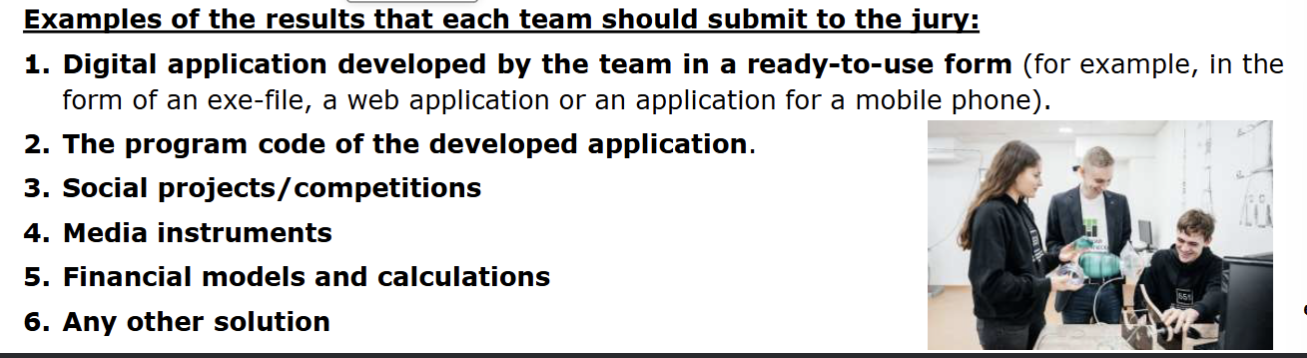 Examples of the results that each team should submit to the jury:
1. Digital application developed by the team in a ready-to-use form (for example, in the
form of an exe-file, a web application or an application for a mobile phone).
2. The program code of the developed application.
3. Social projects/competitions
4. Media instruments
5. Financial models and calculations
6. Any other solution